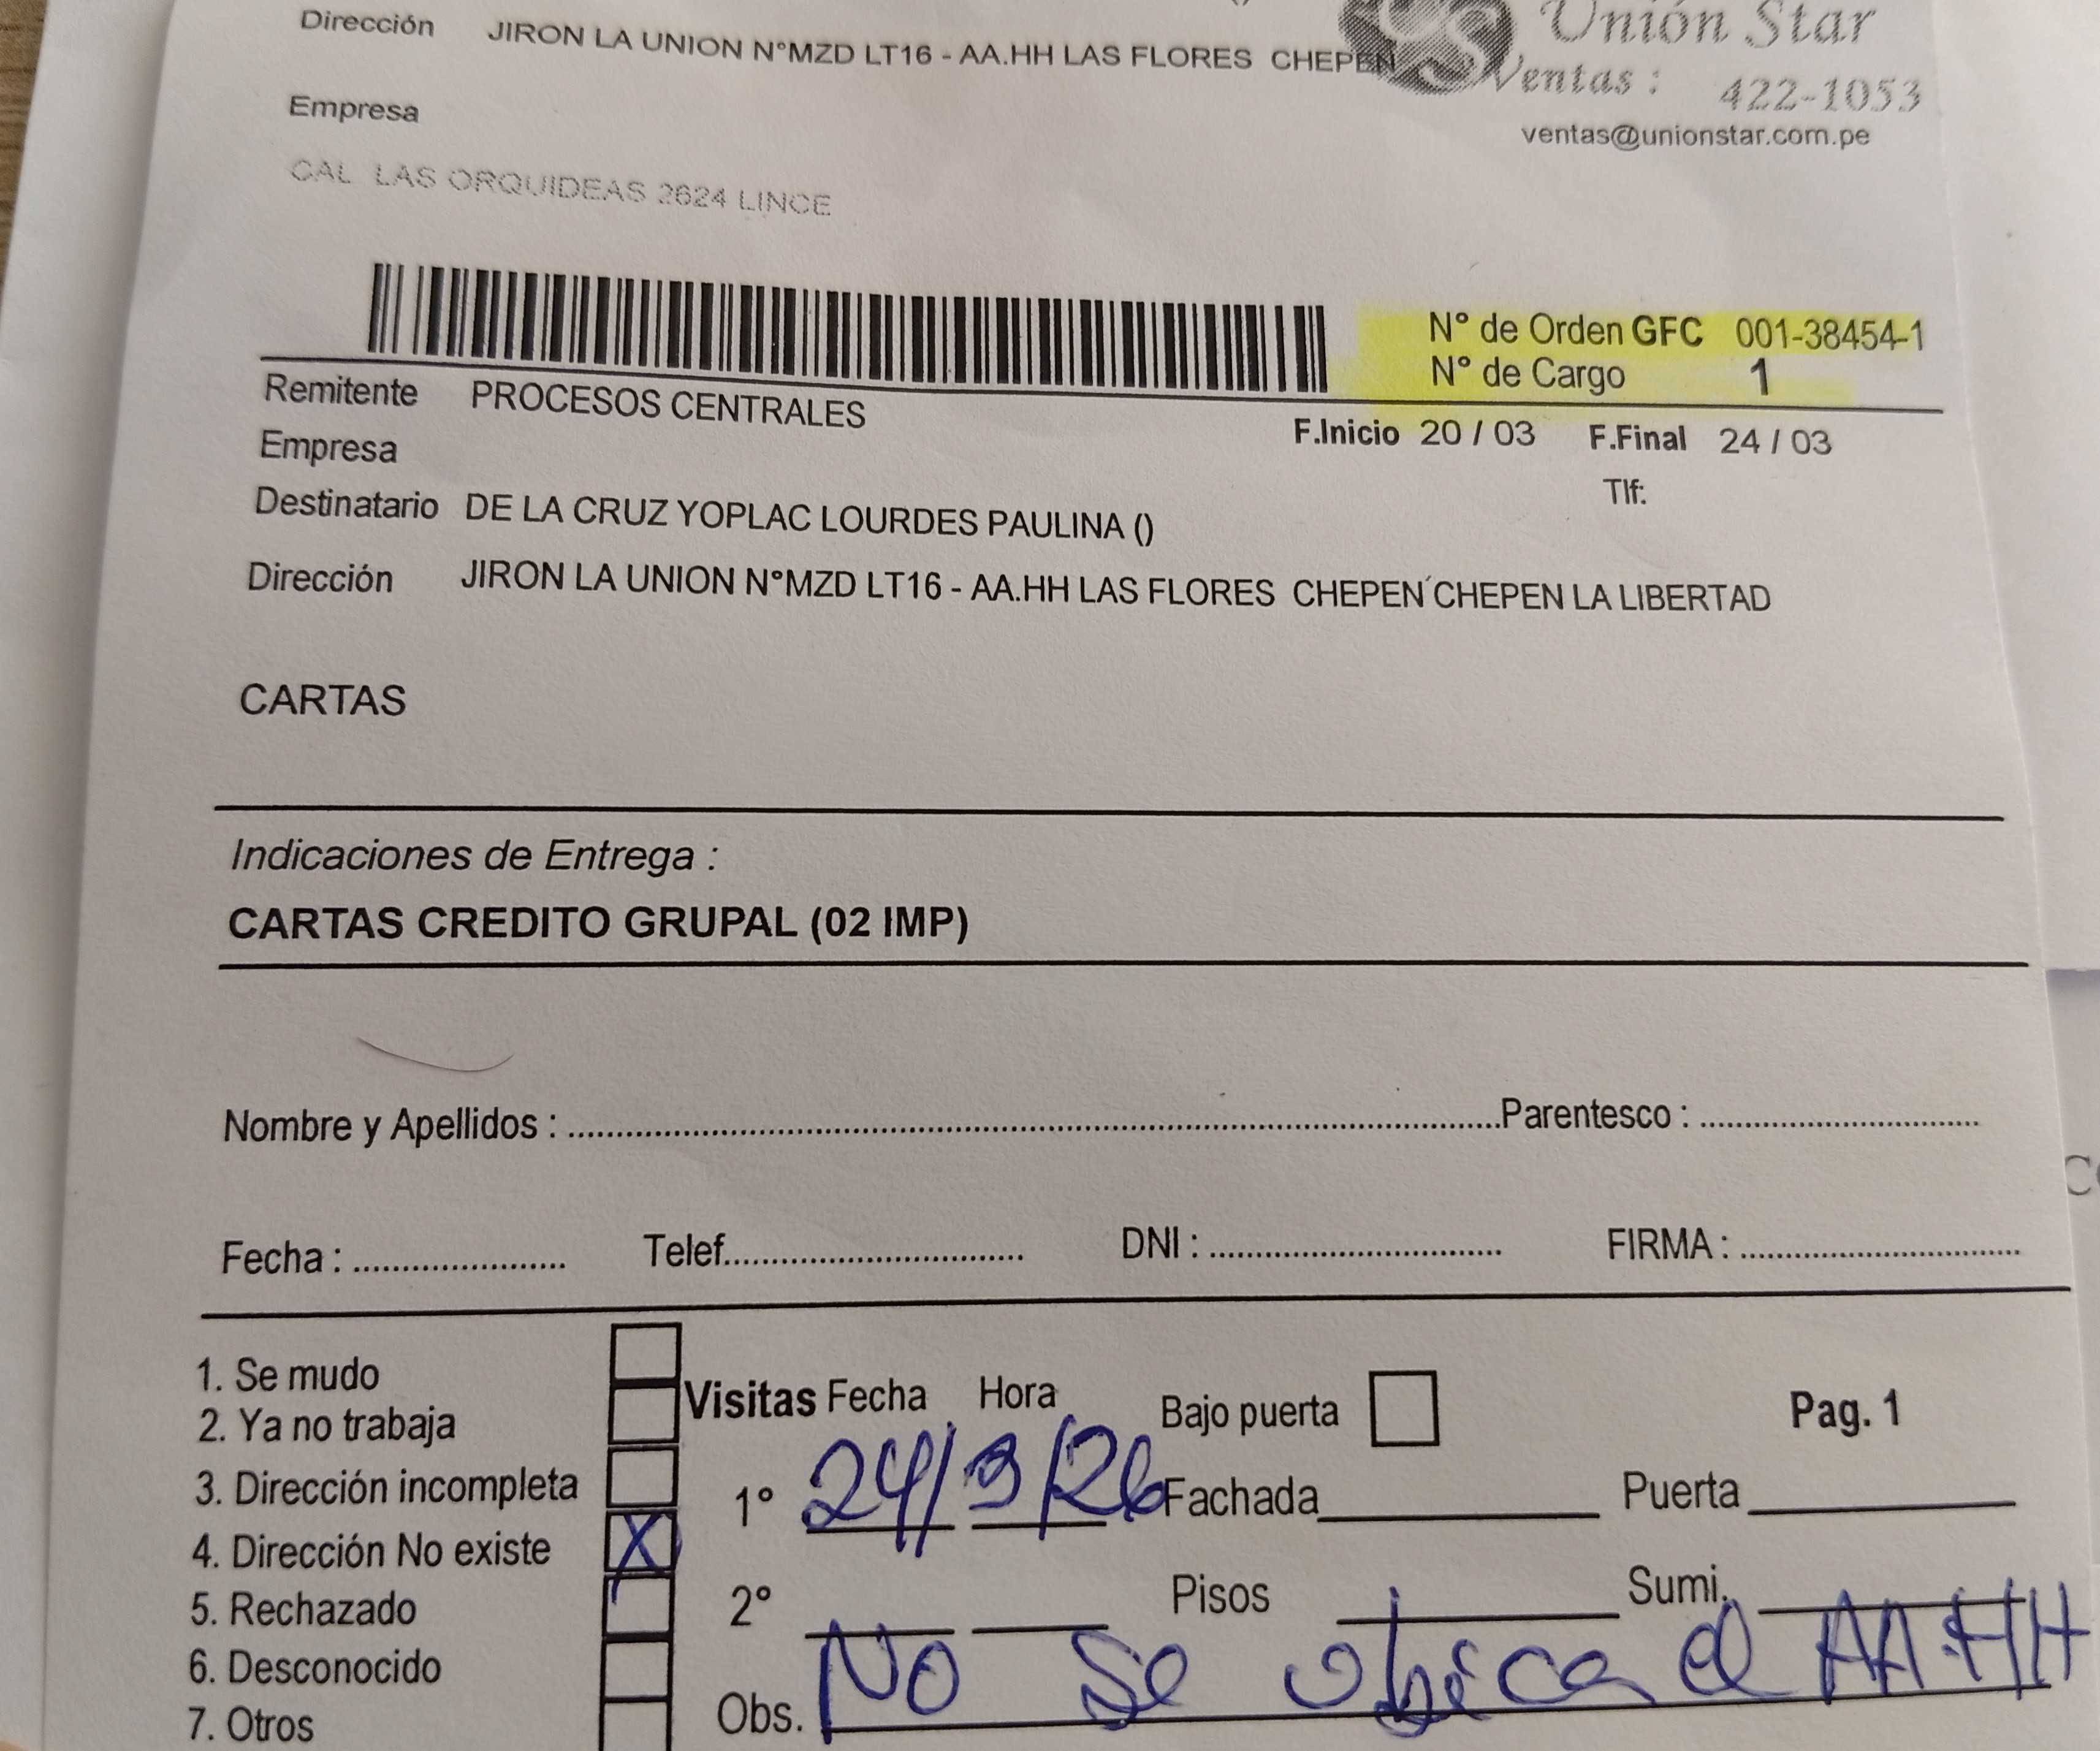 Dirección JIRON LA UNION N°MZD LT16 - AA.HH LAS FLORES CHEPEN
Unión Star
Ventas : 422-1053
ventas@unionstar.com.pe
Empresa
CAL LAS ORQUIDEAS 2624 LINCE
N° de Orden GFC 001-38454-1
N° de Cargo 1
Remitente PROCESOS CENTRALES
F.Inicio 20 / 03 F.Final 24 / 03
Empresa
Tlf:
Destinatario DE LA CRUZ YOPLAC LOURDES PAULINA ()
Dirección JIRON LA UNION N°MZD LT16 - AA.HH LAS FLORES CHEPEN CHEPEN LA LIBERTAD
CARTAS
Indicaciones de Entrega :
CARTAS CREDITO GRUPAL (02 IMP)
Nombre y Apellidos : Parentesco :
Fecha : Telef. DNI : FIRMA :
1. Se mudo
2. Ya no trabaja
3. Dirección incompleta
4. Dirección No existe X
5. Rechazado
6. Desconocido
7. Otros
Visitas Fecha Hora Bajo puerta Pag. 1
1° 24/3/26 Fachada Puerta
2° Pisos Sumi.
Obs. No se ubica el AA.HH